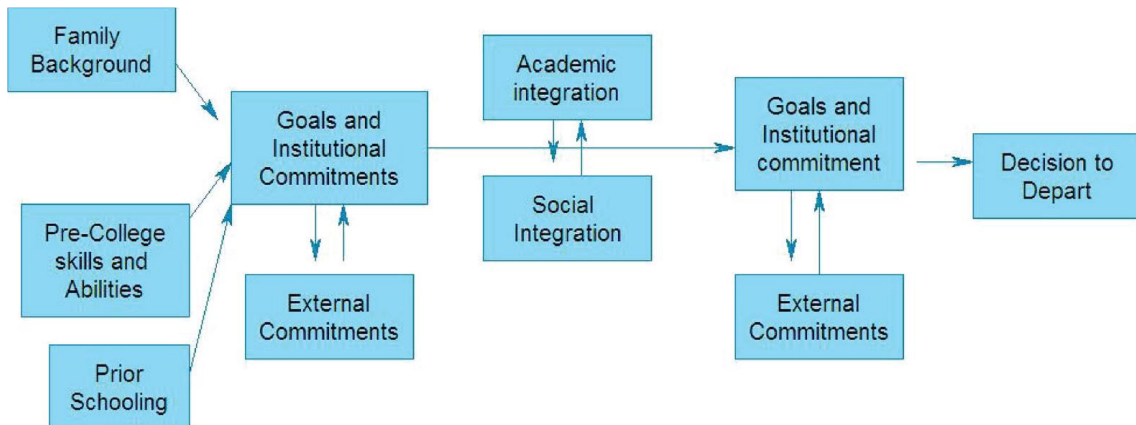 Family
Background
Pre-College
skills and
Abilities
Prior
Schooling
Goals and
Institutional
Commitments
External
Commitments
Academic
integration
Social
Integration
Goals and
Institutional
commitment
External
Commitments
Decision to
Depart